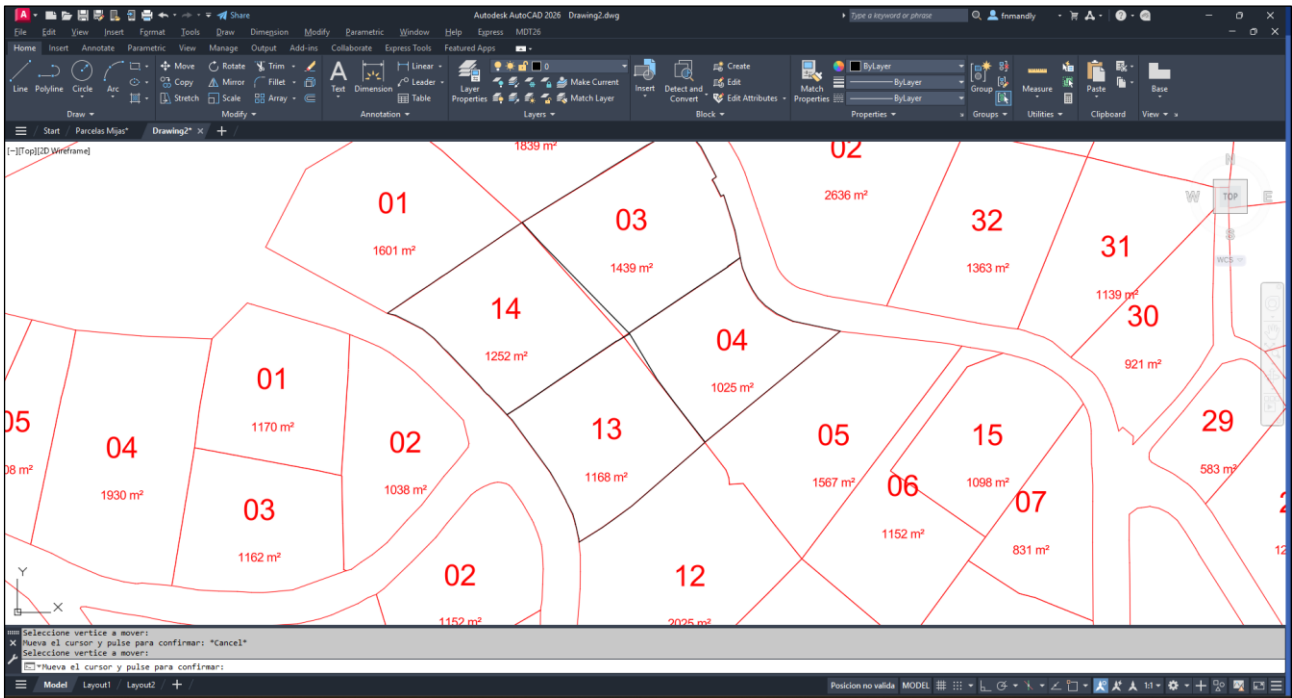 A Share Autodesk AutoCAD 2026 Drawing2.dwg Type a keyword or phrase fnmandly
File Edit View Insert Format Tools Draw Dimension Modify Parametric Window Help Express MDT26
Home Insert Annotate Parametric View Manage Output Add-ins Collaborate Express Tools Featured Apps
Line Polyline Circle Arc
Move Rotate Trim
Copy Mirror Fillet
Stretch Scale Array
A Text Dimension
Linear
Leader
Table
Layer Properties
0
Make Current
Match Layer
Insert Detect and Convert
Create
Edit
Edit Attributes
Match Properties
ByLayer
ByLayer
ByLayer
Group Measure Paste Base
Draw Modify Annotation Layers Block Properties Groups Utilities Clipboard View
Start Parcelas Mijas* Drawing2*
[−][Top][2D Wireframe]
1839 m²
02
2636 m²
N
W TOP E
S
WCS
01
1601 m²
03
1439 m²
32
1363 m²
31
1139 m²
30
921 m²
14
1252 m²
04
1025 m²
01
1170 m²
02
1038 m²
05
08 m²
04
1930 m²
03
1162 m²
13
1168 m²
05
1567 m²
06
1152 m²
15
1098 m²
07
831 m²
29
583 m²
2
12
02
1152 m²
12
2025 m²
Y
X
Seleccione vertice a mover:
Mueva el cursor y pulse para confirmar: *Cancel*
Seleccione vertice a mover:
Mueva el cursor y pulse para confirmar:
Model Layout1 Layout2 + Posicion no valida MODEL 1:1